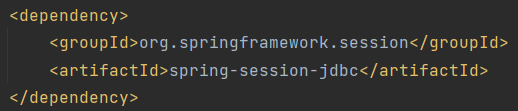 <dependency>
    <groupId>org.springframework.session</groupId>
    <artifactId>spring-session-jdbc</artifactId>
</dependency>